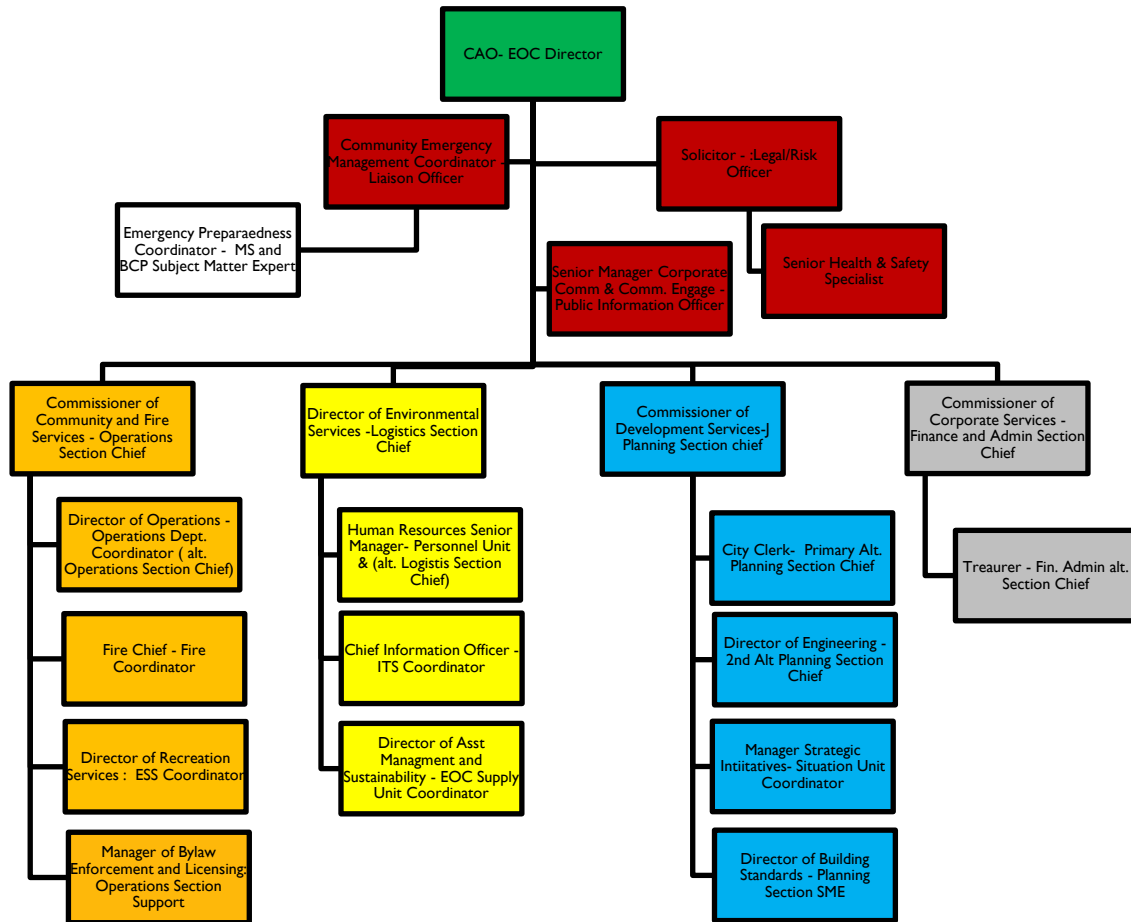 CAO- EOC Director
Community Emergency
Management Coordinator -
Liaison Officer
Solicitor - :Legal/Risk
Officer
Emergency Preparaedness
Coordinator - MS and
BCP Subject Matter Expert
Senior Manager Corporate
Comm & Comm. Engage -
Public Information Officer
Senior Health & Safety
Specialist
Commissioner of
Community and Fire
Services - Operations
Section Chief
Director of Environmental
Services -Logistics Section
Chief
Commissioner of
Development Services-J
Planning Section chief
Commissioner of
Corporate Services -
Finance and Admin Section
Chief
Director of Operations -
Operations Dept.
Coordinator ( alt.
Operations Section Chief)
Fire Chief - Fire
Coordinator
Director of Recreation
Services : ESS Coordinator
Manager of Bylaw
Enforcement and Licensing:
Operations Section
Support
Human Resources Senior
Manager- Personnel Unit
& (alt. Logistis Section
Chief)
Chief Information Officer -
ITS Coordinator
Director of Asst
Managment and
Sustainability - EOC Supply
Unit Coordinator
City Clerk- Primary Alt.
Planning Section Chief
Director of Engineering -
2nd Alt Planning Section
Chief
Manager Strategic
Intiitatives- Situation Unit
Coordinator
Director of Building
Standards - Planning
Section SME
Treaurer - Fin. Admin alt.
Section Chief